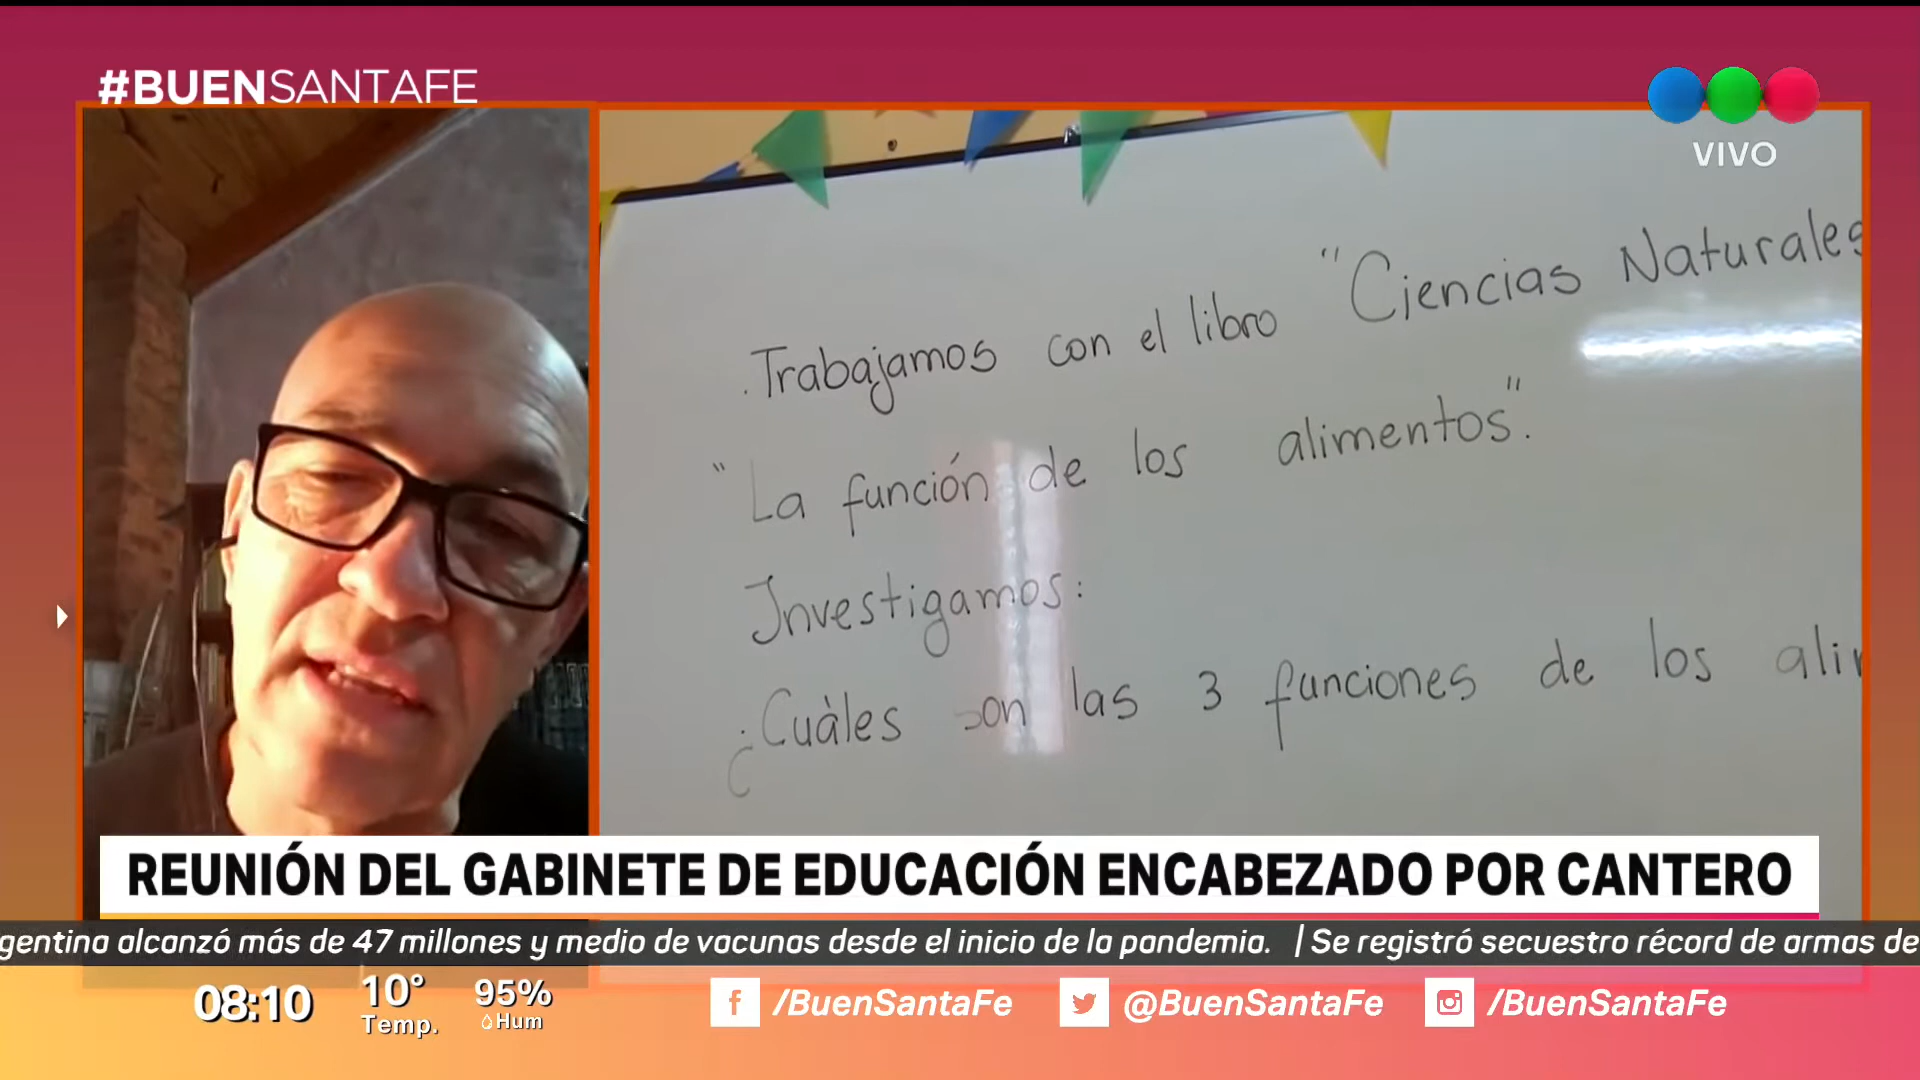 #BUENSANTAFE
VIVO
.Trabajamos con el libro "Ciencias Naturales
"La función de los alimentos".
Investigamos:
¿Cuàles son las 3 funciones de los
REUNIÓN DEL GABINETE DE EDUCACIÓN ENCABEZADO POR CANTERO
gentina alcanzó más de 47 millones y medio de vacunas desde el inicio de la pandemia. | Se registró secuestro récord de armas de
08:10 10° Temp. 95% Hum
/BuenSantaFe @BuenSantaFe /BuenSantaFe